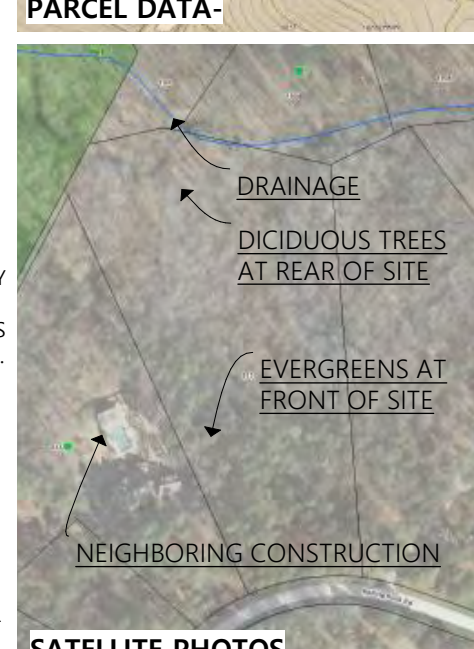 PARCEL DATA-
DRAINAGE
DICIDUOUS TREES
AT REAR OF SITE
Y
S
.
EVERGREENS AT
FRONT OF SITE
NEIGHBORING CONSTRUCTION
SATELLITE PHOTOS